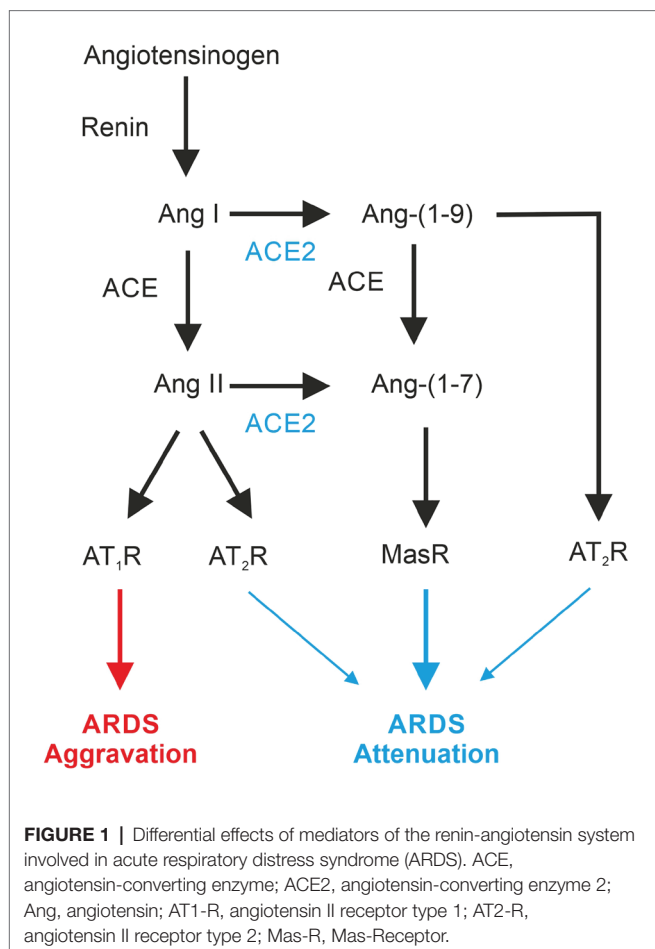 Angiotensinogen
Renin
Ang I
Ang-(1-9)
ACE2
ACE
ACE
Ang II
Ang-(1-7)
ACE2
AT₁R
AT₂R
MasR
AT₂R
ARDS
Aggravation
ARDS
Attenuation
FIGURE 1 | Differential effects of mediators of the renin-angiotensin system
involved in acute respiratory distress syndrome (ARDS). ACE,
angiotensin-converting enzyme; ACE2, angiotensin-converting enzyme 2;
Ang, angiotensin; AT1-R, angiotensin II receptor type 1; AT2-R,
angiotensin II receptor type 2; Mas-R, Mas-Receptor.